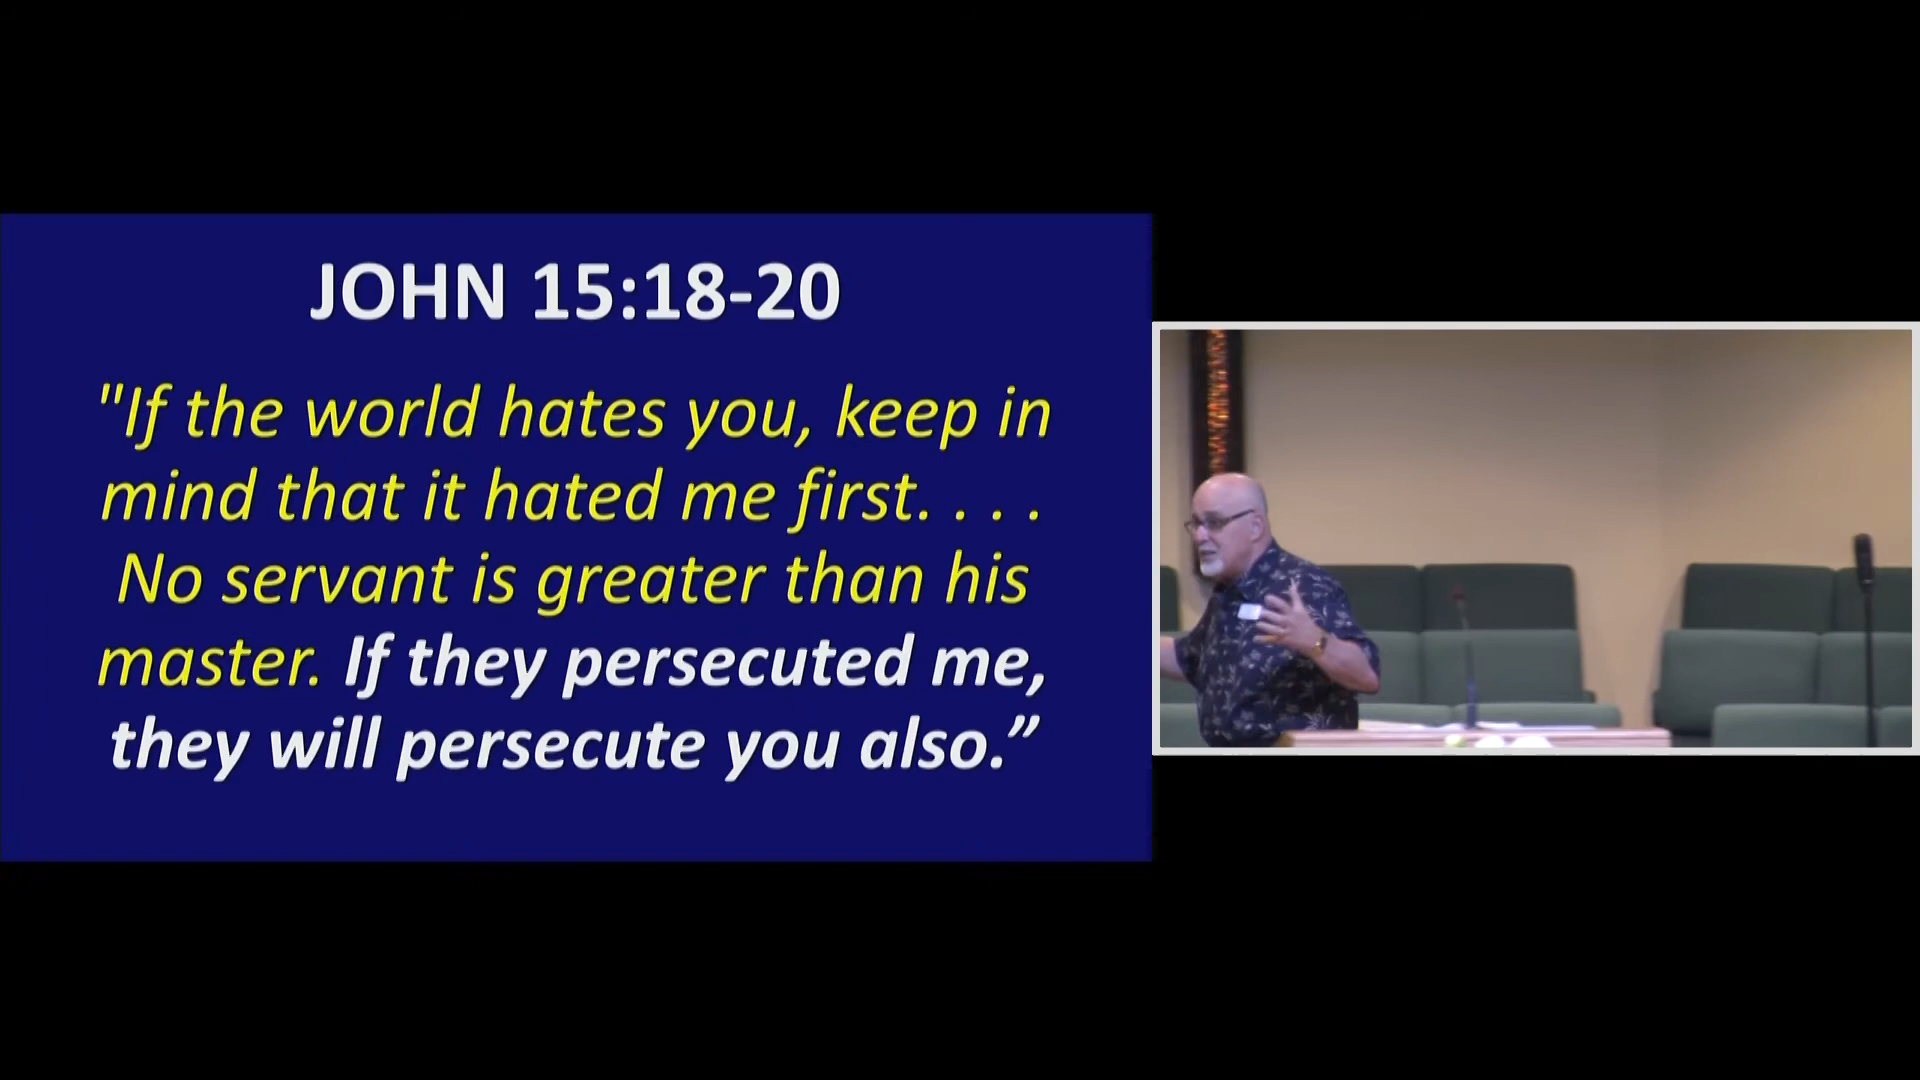 JOHN 15:18-20
"If the world hates you, keep in
mind that it hated me first. . . .
No servant is greater than his
master. If they persecuted me,
they will persecute you also.”